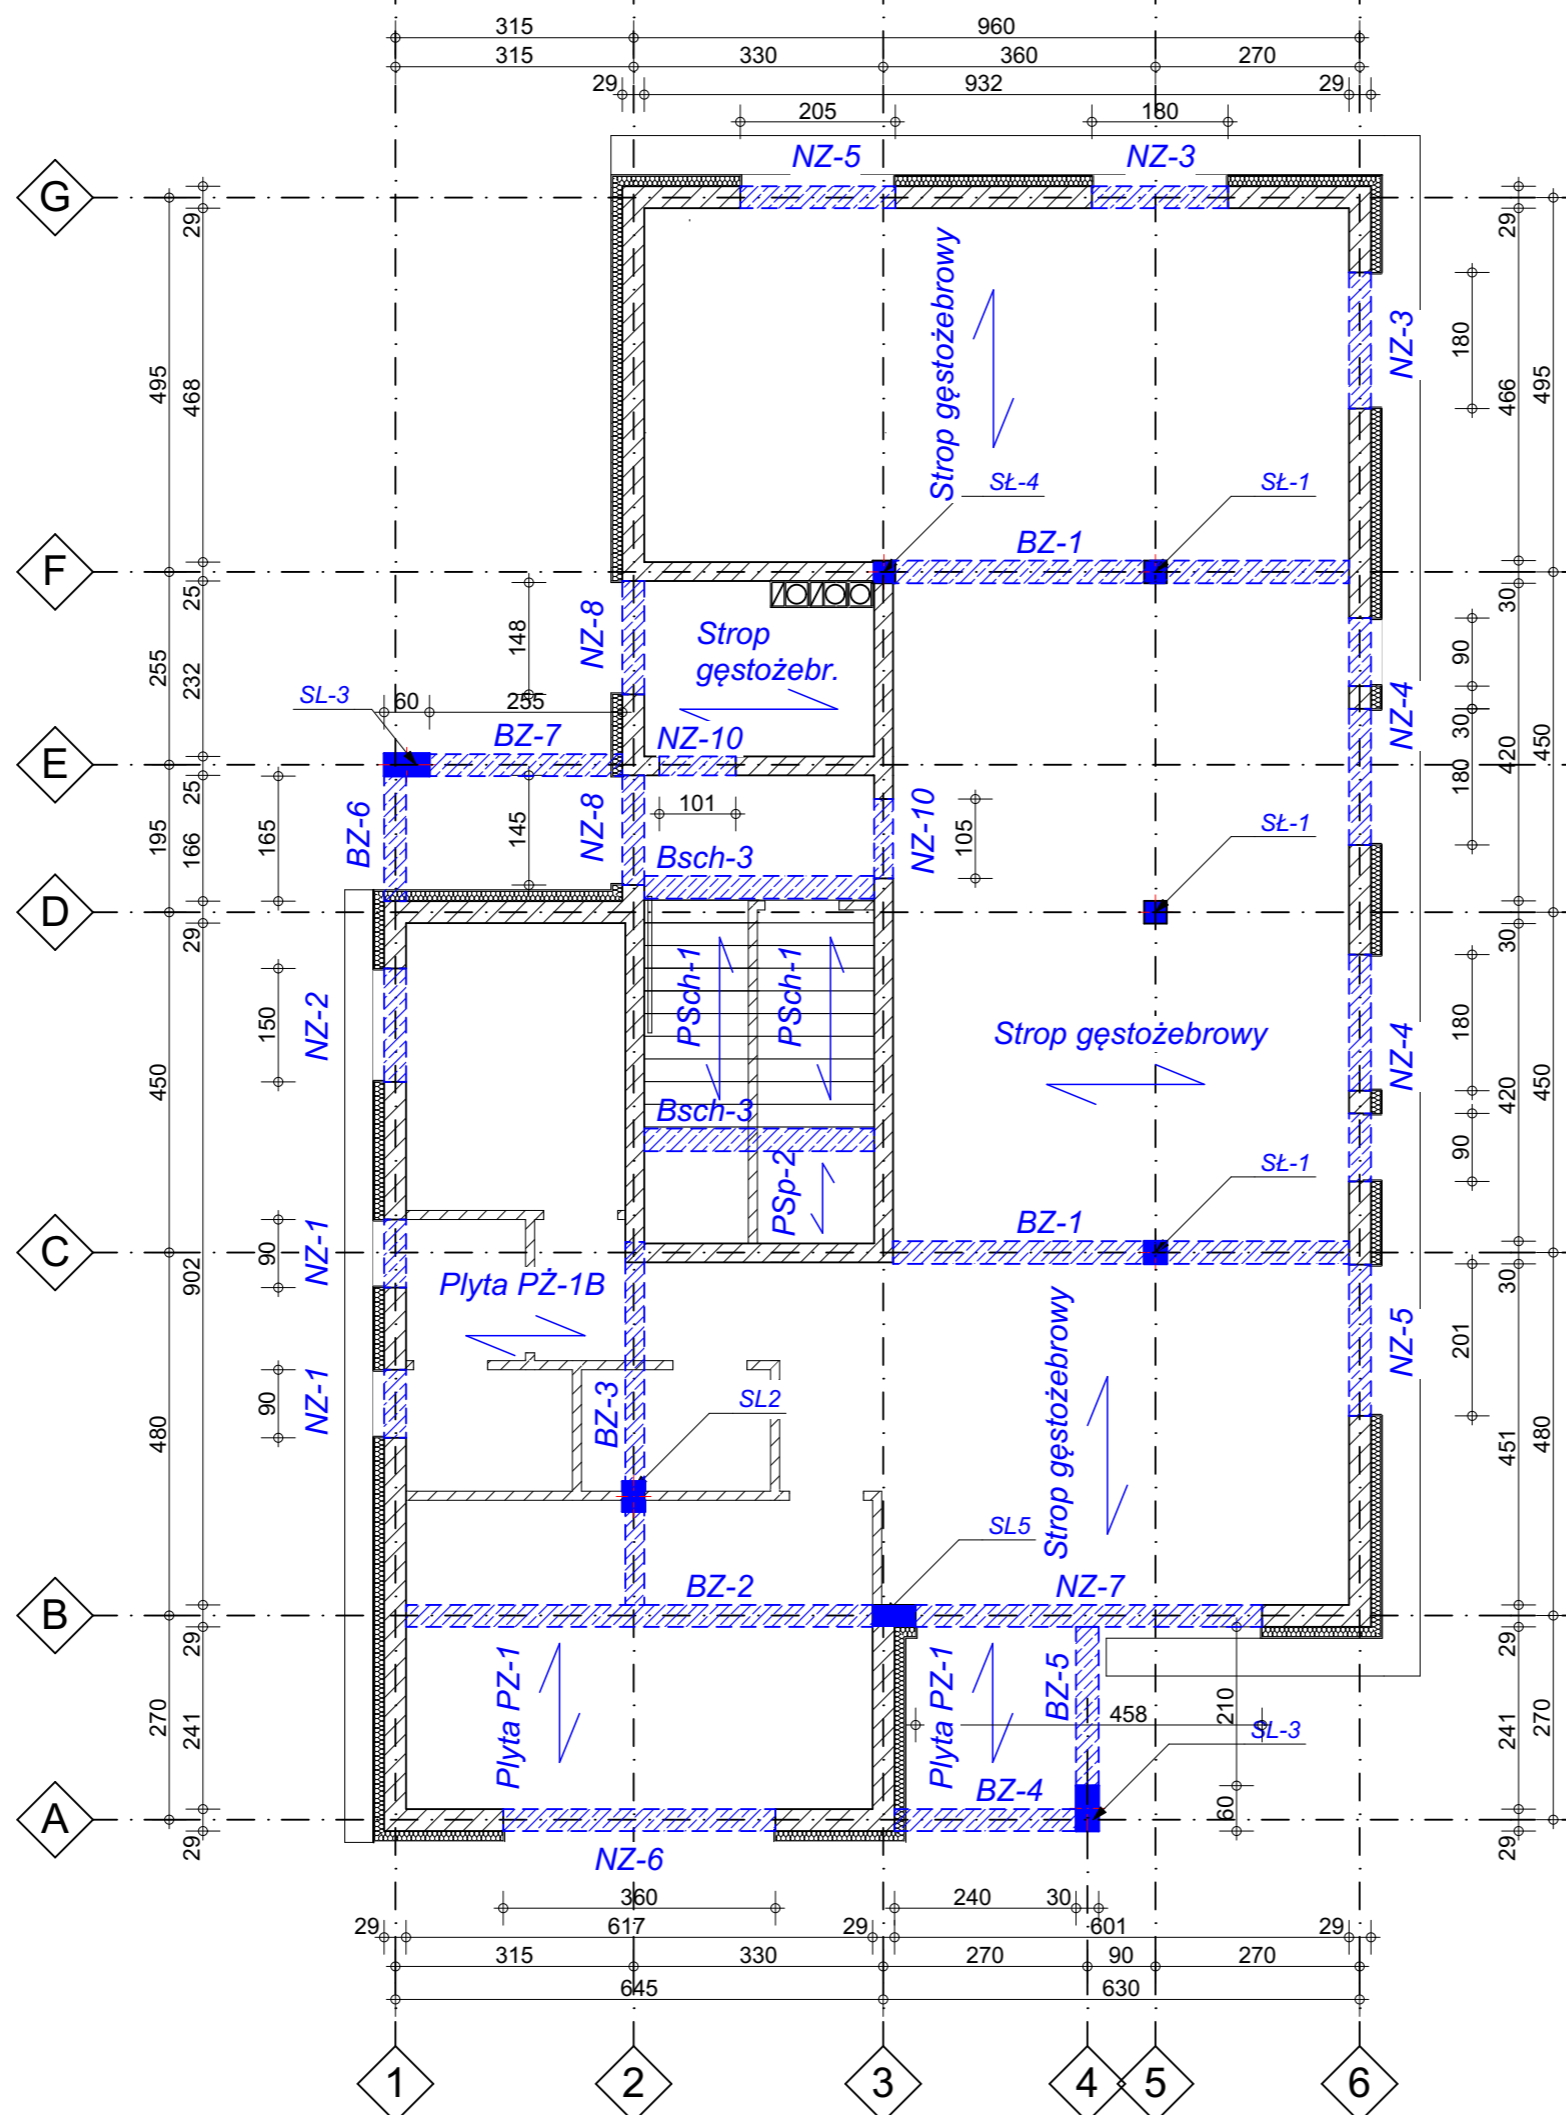 315
960
315
330
360
270
29
932
29
205
180
NZ-5
NZ-3
G
29
29
495
468
Strop gęstożebrowy
180
NZ-3
466
495
SŁ-4
SŁ-1
BZ-1
F
25
30
148
NZ-8
Strop
gęstożebr.
90
255
232
SL-3
60
255
BZ-7
NZ-10
NZ-4
30
420
450
E
25
180
BZ-6
145
NZ-8
101
NZ-10
105
SŁ-1
195
166
165
Bsch-3
D
29
30
PSch-1
PSch-1
NZ-2
150
Strop gęstożebrowy
180
NZ-4
450
420
450
Bsch-3
PSp-2
90
SŁ-1
BZ-1
C
90
NZ-1
902
Plyta PŻ-1B
30
Strop gęstożebrowy
201
NZ-5
90
NZ-1
BZ-3
SL2
480
451
480
SL5
BZ-2
NZ-7
B
29
29
Plyta PZ-1
Plyta PZ-1
BZ-5
458
210
SL-3
270
241
241
270
BZ-4
60
A
29
29
NZ-6
360
240
30
29
617
29
601
29
315
330
270
90
270
645
630
1
2
3
4
5
6